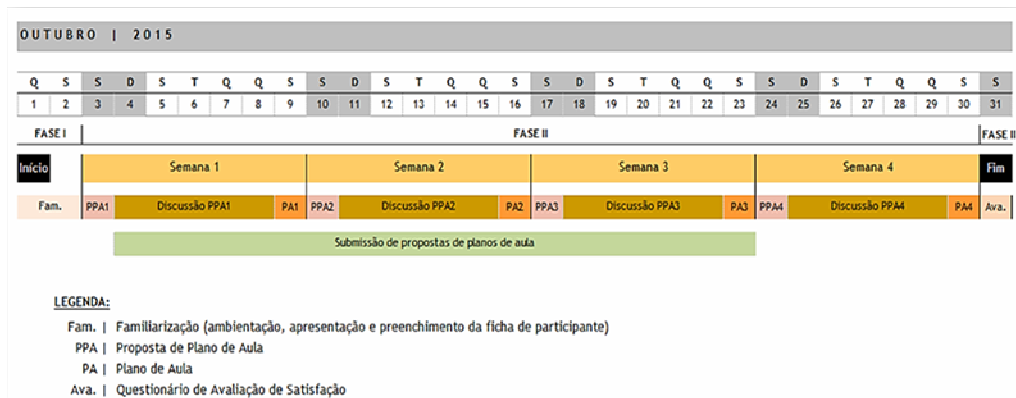 OUTUBRO | 2015
Q S S D S T Q Q S S D S T Q Q S S D S T Q Q S S D S T Q Q S S
1 2 3 4 5 6 7 8 9 10 11 12 13 14 15 16 17 18 19 20 21 22 23 24 25 26 27 28 29 30 31
FASE I FASE II FASE II
Início Semana 1 Semana 2 Semana 3 Semana 4 Fim
Fam. PPA1 Discussão PPA1 PA1 PPA2 Discussão PPA2 PA2 PPA3 Discussão PPA3 PA3 PPA4 Discussão PPA4 PA4 Ava.
Submissão de propostas de planos de aula
LEGENDA:
Fam. | Familiarização (ambientação, apresentação e preenchimento da ficha de participante)
PPA | Proposta de Plano de Aula
PA | Plano de Aula
Ava. | Questionário de Avaliação de Satisfação